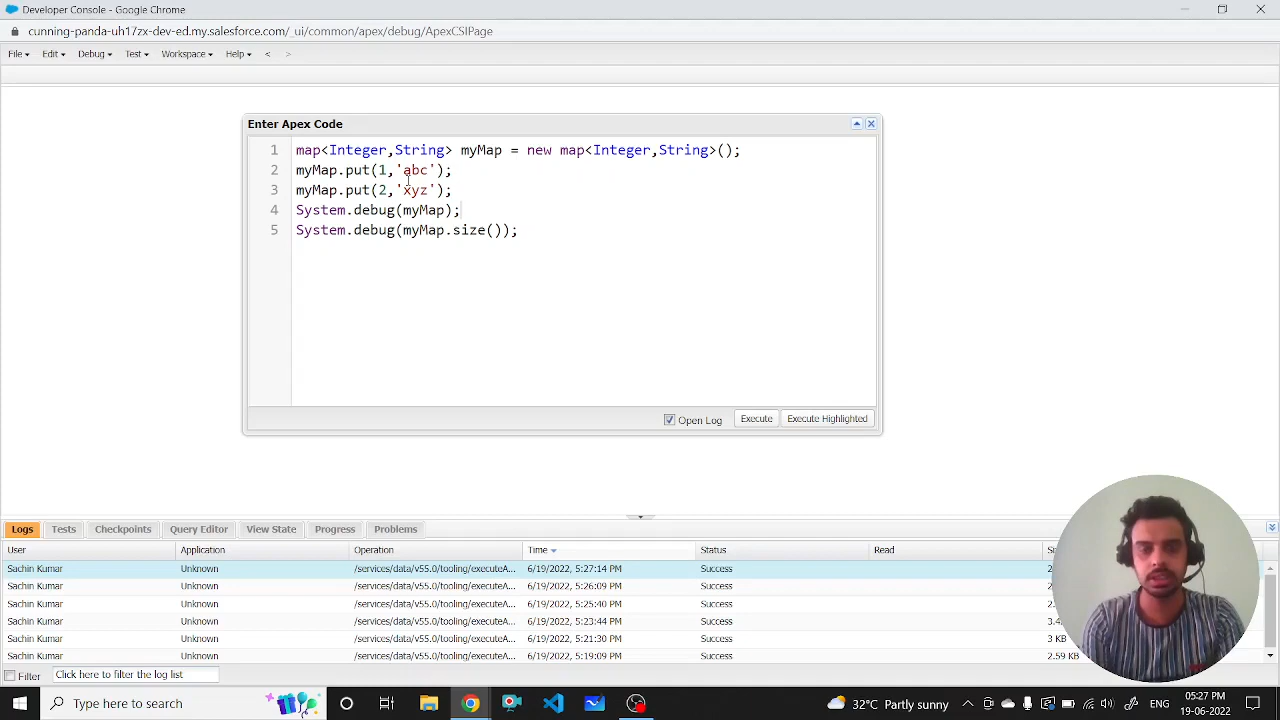 Developer Console - Google Chrome
cunning-panda-uh17zx-dev-ed.my.salesforce.com/_ui/common/apex/debug/ApexCSIPage
File Edit Debug Test Workspace Help < >
Enter Apex Code
1 map<Integer,String> myMap = new map<Integer,String>();
2 myMap.put(1,'abc');
3 myMap.put(2,'xyz');
4 System.debug(myMap);
5 System.debug(myMap.size());
Open Log Execute Execute Highlighted
Logs Tests Checkpoints Query Editor View State Progress Problems
User Application Operation Time Status Read
Sachin Kumar Unknown /services/data/v55.0/tooling/executeA... 6/19/2022, 5:27:14 PM Success
Sachin Kumar Unknown /services/data/v55.0/tooling/executeA... 6/19/2022, 5:26:09 PM Success
Sachin Kumar Unknown /services/data/v55.0/tooling/executeA... 6/19/2022, 5:25:40 PM Success
Sachin Kumar Unknown /services/data/v55.0/tooling/executeA... 6/19/2022, 5:23:44 PM Success
Sachin Kumar Unknown /services/data/v55.0/tooling/executeA... 6/19/2022, 5:21:30 PM Success 3 KB
Sachin Kumar Unknown /services/data/v55.0/tooling/executeA... 6/19/2022, 5:19:09 PM Success 2.59 KB
Filter Click here to filter the log list
Type here to search
32°C Partly sunny
05:27 PM
19-06-2022